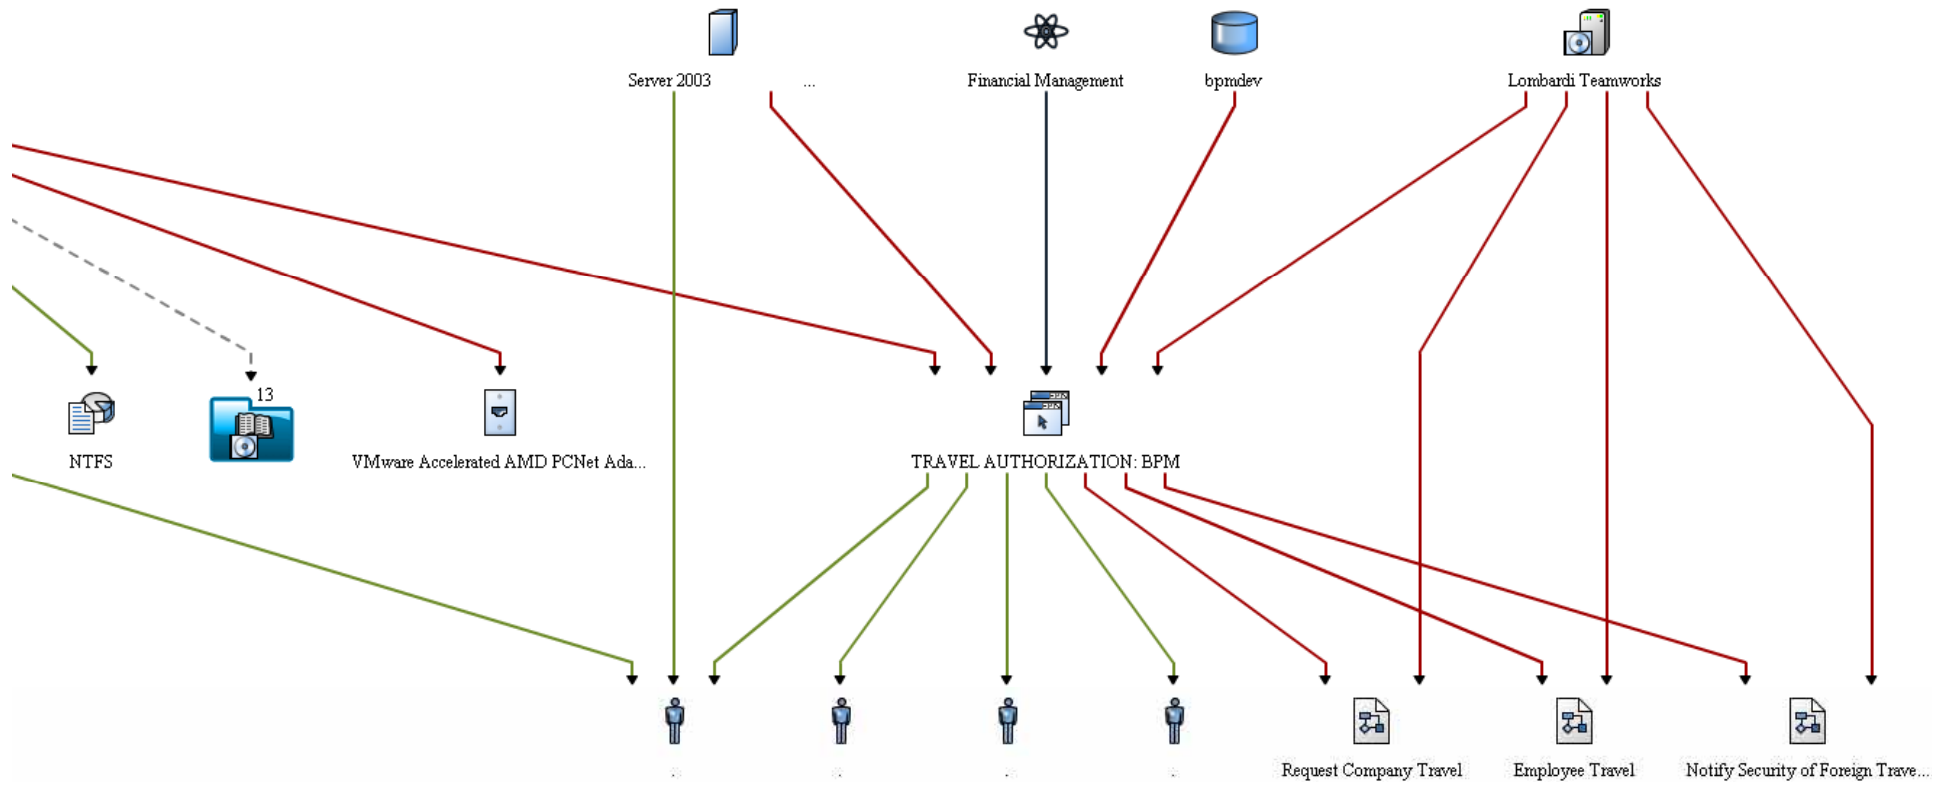 Server 2003 ...
Financial Management
bpmdev
Lombardi Teamworks
13
NTFS
VMware Accelerated AMD PCNet Ada...
TRAVEL AUTHORIZATION: BPM
Request Company Travel
Employee Travel
Notify Security of Foreign Trave...